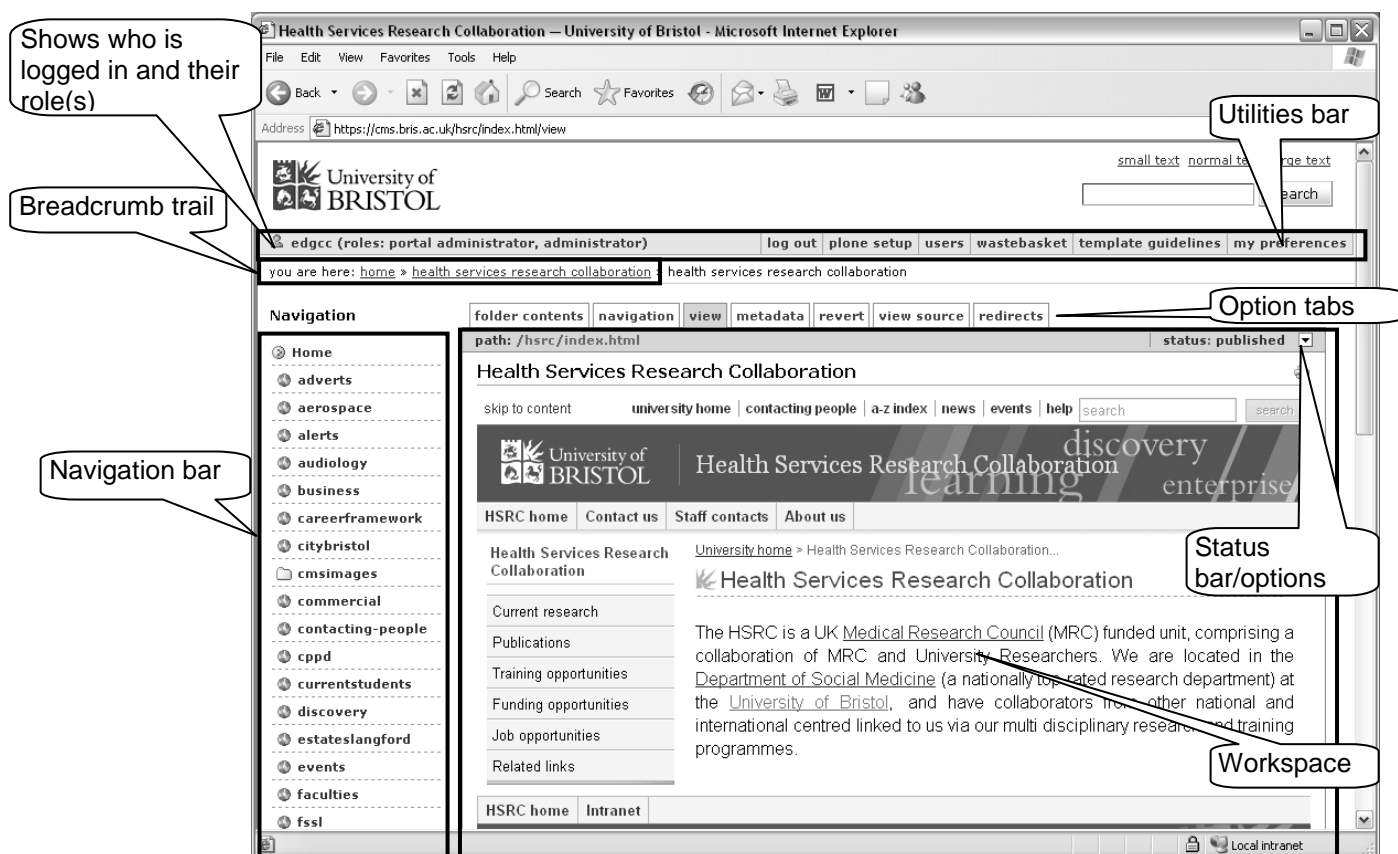 Shows who is
logged in and their
role(s)
Health Services Research Collaboration — University of Bristol - Microsoft Internet Explorer
File Edit View Favorites Tools Help
Back Search Favorites
Address https://cms.bris.ac.uk/hsrc/index.html/view
Utilities bar
small text normal text large text
University of
BRISTOL
search
Breadcrumb trail
edgcc (roles: portal administrator, administrator) log out plone setup users wastebasket template guidelines my preferences
you are here: home » health services research collaboration » health services research collaboration
Navigation
folder contents navigation view metadata revert view source redirects
Option tabs
path: /hsrc/index.html status: published
Health Services Research Collaboration
skip to content university home contacting people a-z index news events help search search
University of
BRISTOL
Health Services Research Collaboration
discovery
learning
enterprise
HSRC home Contact us Staff contacts About us
Navigation bar
Home
adverts
aerospace
alerts
audiology
business
careerframework
citybristol
cmsimages
commercial
contacting-people
cppd
currentstudents
discovery
estateslangford
events
faculties
fssl
Health Services Research
Collaboration
Current research
Publications
Training opportunities
Funding opportunities
Job opportunities
Related links
University home > Health Services Research Collaboration...
Status
bar/options
Health Services Research Collaboration
The HSRC is a UK Medical Research Council (MRC) funded unit, comprising a
collaboration of MRC and University Researchers. We are located in the
Department of Social Medicine (a nationally top rated research department) at
the University of Bristol, and have collaborators from other national and
international centred linked to us via our multi disciplinary research and training
programmes.
Workspace
HSRC home Intranet
Local intranet